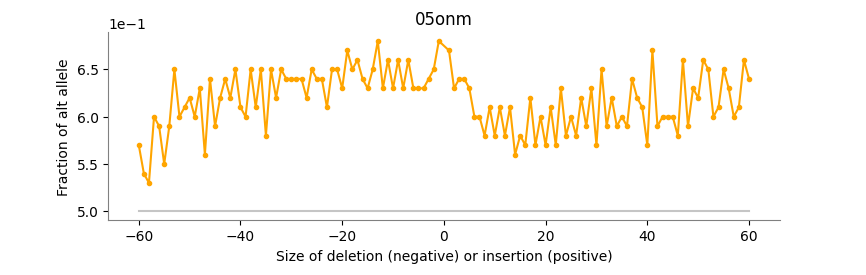 05onm
1e−1
Fraction of alt allele
6.5
6.0
5.5
5.0
−60 −40 −20 0 20 40 60
Size of deletion (negative) or insertion (positive)